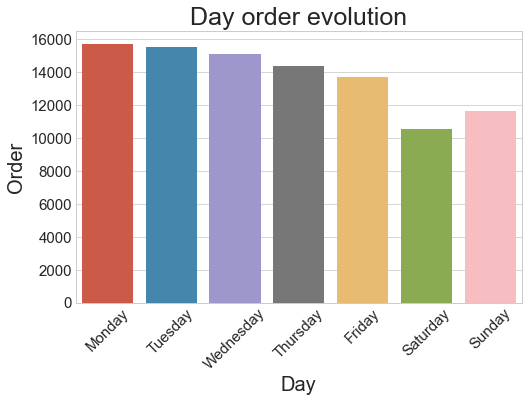 Day order evolution
Order
16000
14000
12000
10000
8000
6000
4000
2000
0
Monday
Tuesday
Wednesday
Thursday
Friday
Saturday
Sunday
Day